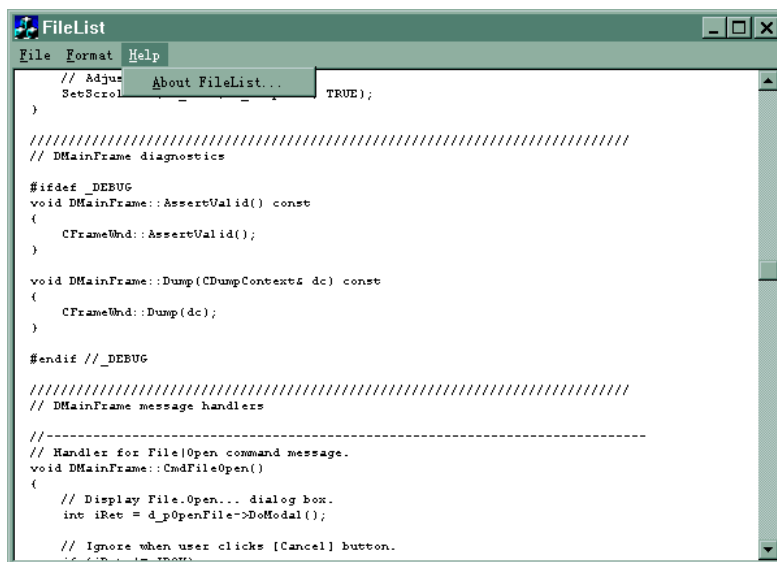 FileList
File Format Help
About FileList...
// Adjus
SetScrol TRUE);
}
/////////////////////////////////////////////////////////////////////////////
// DMainFrame diagnostics
#ifdef _DEBUG
void DMainFrame::AssertValid() const
{
CFrameWnd::AssertValid();
}
void DMainFrame::Dump(CDumpContext& dc) const
{
CFrameWnd::Dump(dc);
}
#endif //_DEBUG
/////////////////////////////////////////////////////////////////////////////
// DMainFrame message handlers
//-----------------------------------------------------------------------------
// Handler for File|Open command message.
void DMainFrame::CmdFileOpen()
{
// Display File.Open... dialog box.
int iRet = d_pOpenFile->DoModal();
// Ignore when user clicks [Cancel] button.